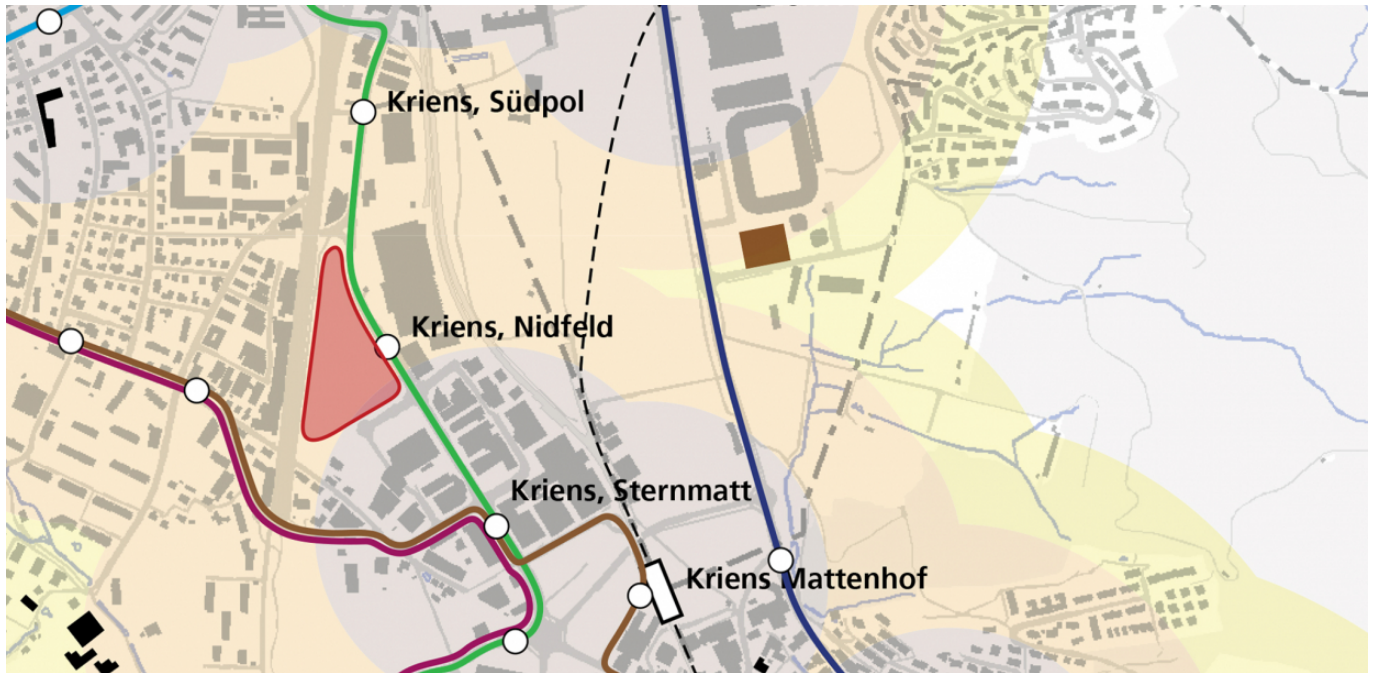 Kriens, Südpol
Kriens, Nidfeld
Kriens, Sternmatt
Kriens Mattenhof